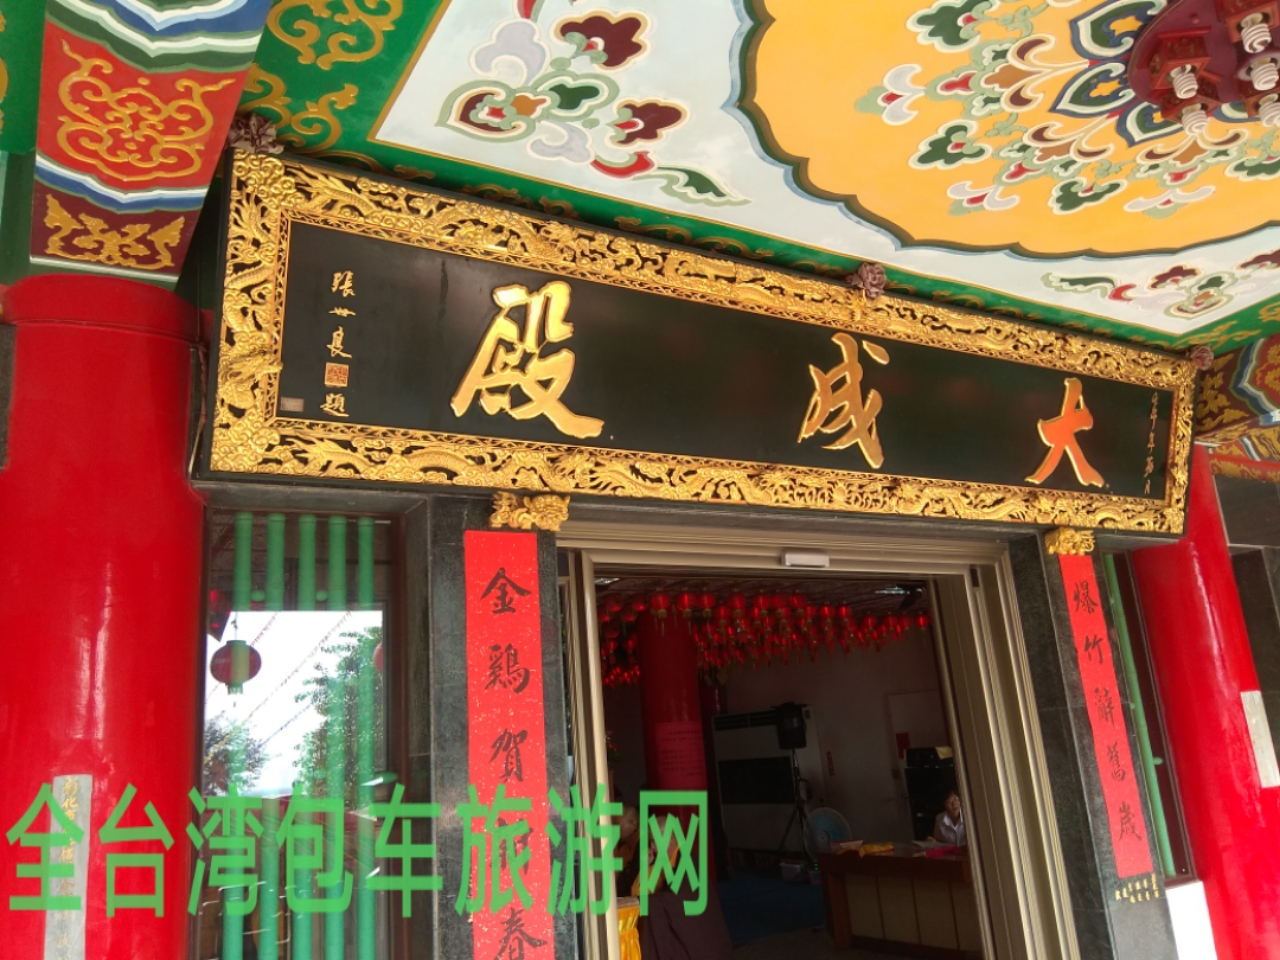 大成殿
張世良
題
爆竹辭舊歲
金鷄賀新春
全台湾包车旅游网